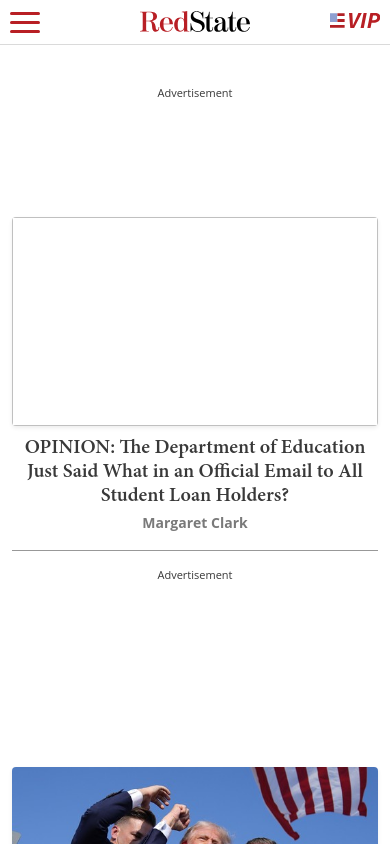 RedState
VIP
Advertisement
OPINION: The Department of Education
Just Said What in an Official Email to All
Student Loan Holders?
Margaret Clark
Advertisement